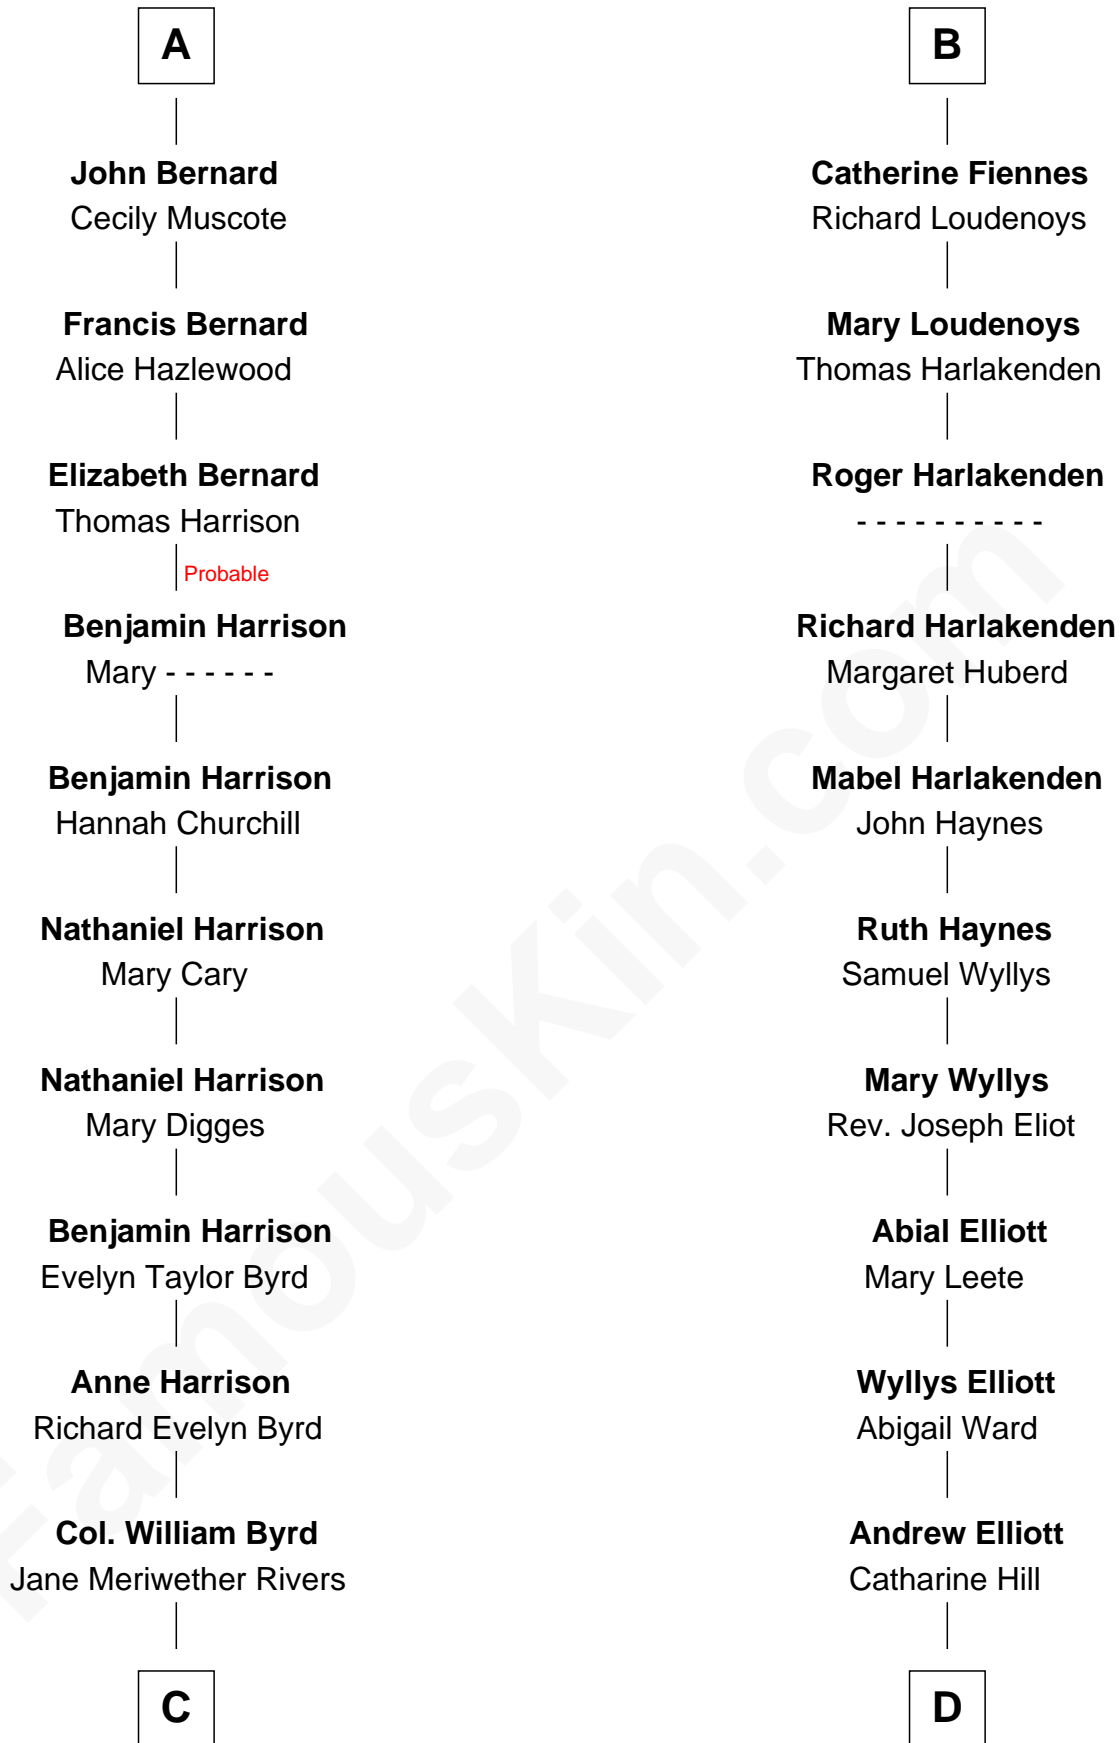 A
John Bernard
Cecily Muscote
Francis Bernard
Alice Hazlewood
Elizabeth Bernard
Thomas Harrison
Probable
Benjamin Harrison
Mary - - - - - -
Benjamin Harrison
Hannah Churchill
Nathaniel Harrison
Mary Cary
Nathaniel Harrison
Mary Digges
Benjamin Harrison
Evelyn Taylor Byrd
Anne Harrison
Richard Evelyn Byrd
Col. William Byrd
Jane Meriwether Rivers
C
B
Catherine Fiennes
Richard Loudenoys
Mary Loudenoys
Thomas Harlakenden
Roger Harlakenden
- - - - - - - - - -
Richard Harlakenden
Margaret Huberd
Mabel Harlakenden
John Haynes
Ruth Haynes
Samuel Wyllys
Mary Wyllys
Rev. Joseph Eliot
Abial Elliott
Mary Leete
Wyllys Elliott
Abigail Ward
Andrew Elliott
Catharine Hill
D
FamousKin.com